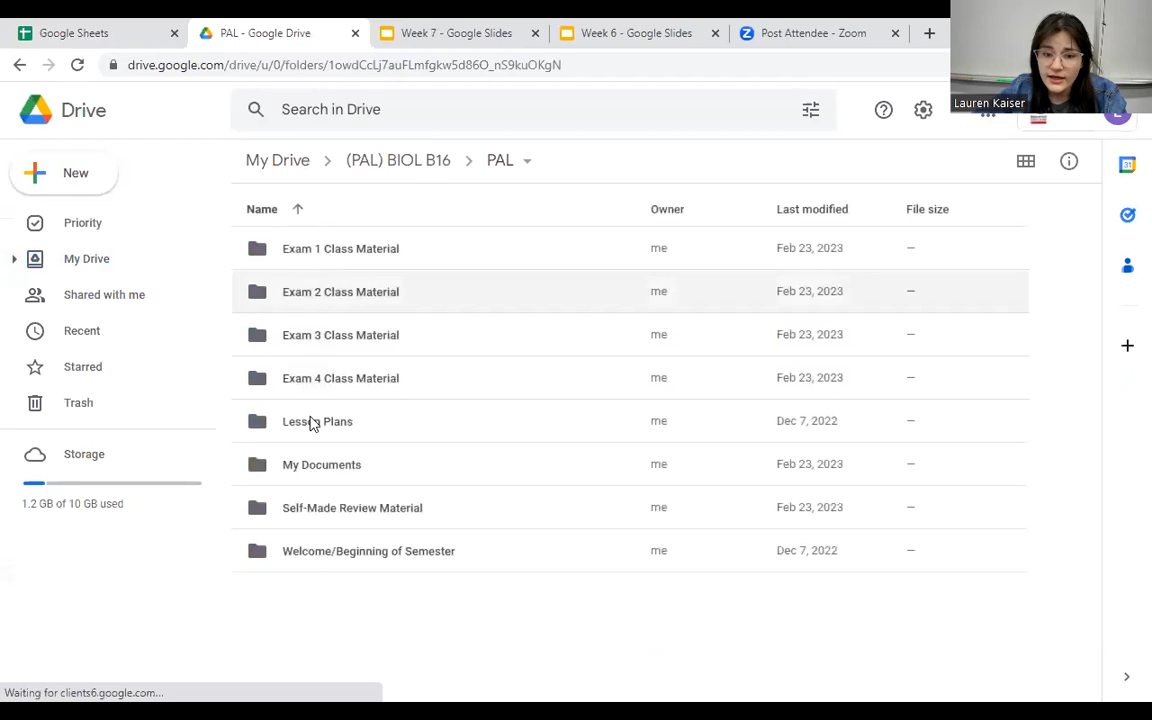 Google Sheets
PAL - Google Drive
Week 7 - Google Slides
Week 6 - Google Slides
Post Attendee - Zoom
drive.google.com/drive/u/0/folders/1owdCcLj7auFLmfgkw5d86O_nS9kuOKgN
Lauren Kaiser
Drive
Search in Drive
New
My Drive > (PAL) BIOL B16 > PAL
Priority
My Drive
Shared with me
Recent
Starred
Trash
Storage
1.2 GB of 10 GB used
Name Owner Last modified File size
Exam 1 Class Material me Feb 23, 2023 —
Exam 2 Class Material me Feb 23, 2023 —
Exam 3 Class Material me Feb 23, 2023 —
Exam 4 Class Material me Feb 23, 2023 —
Lesson Plans me Dec 7, 2022 —
My Documents me Feb 23, 2023 —
Self-Made Review Material me Feb 23, 2023 —
Welcome/Beginning of Semester me Dec 7, 2022 —
31
Waiting for clients6.google.com...